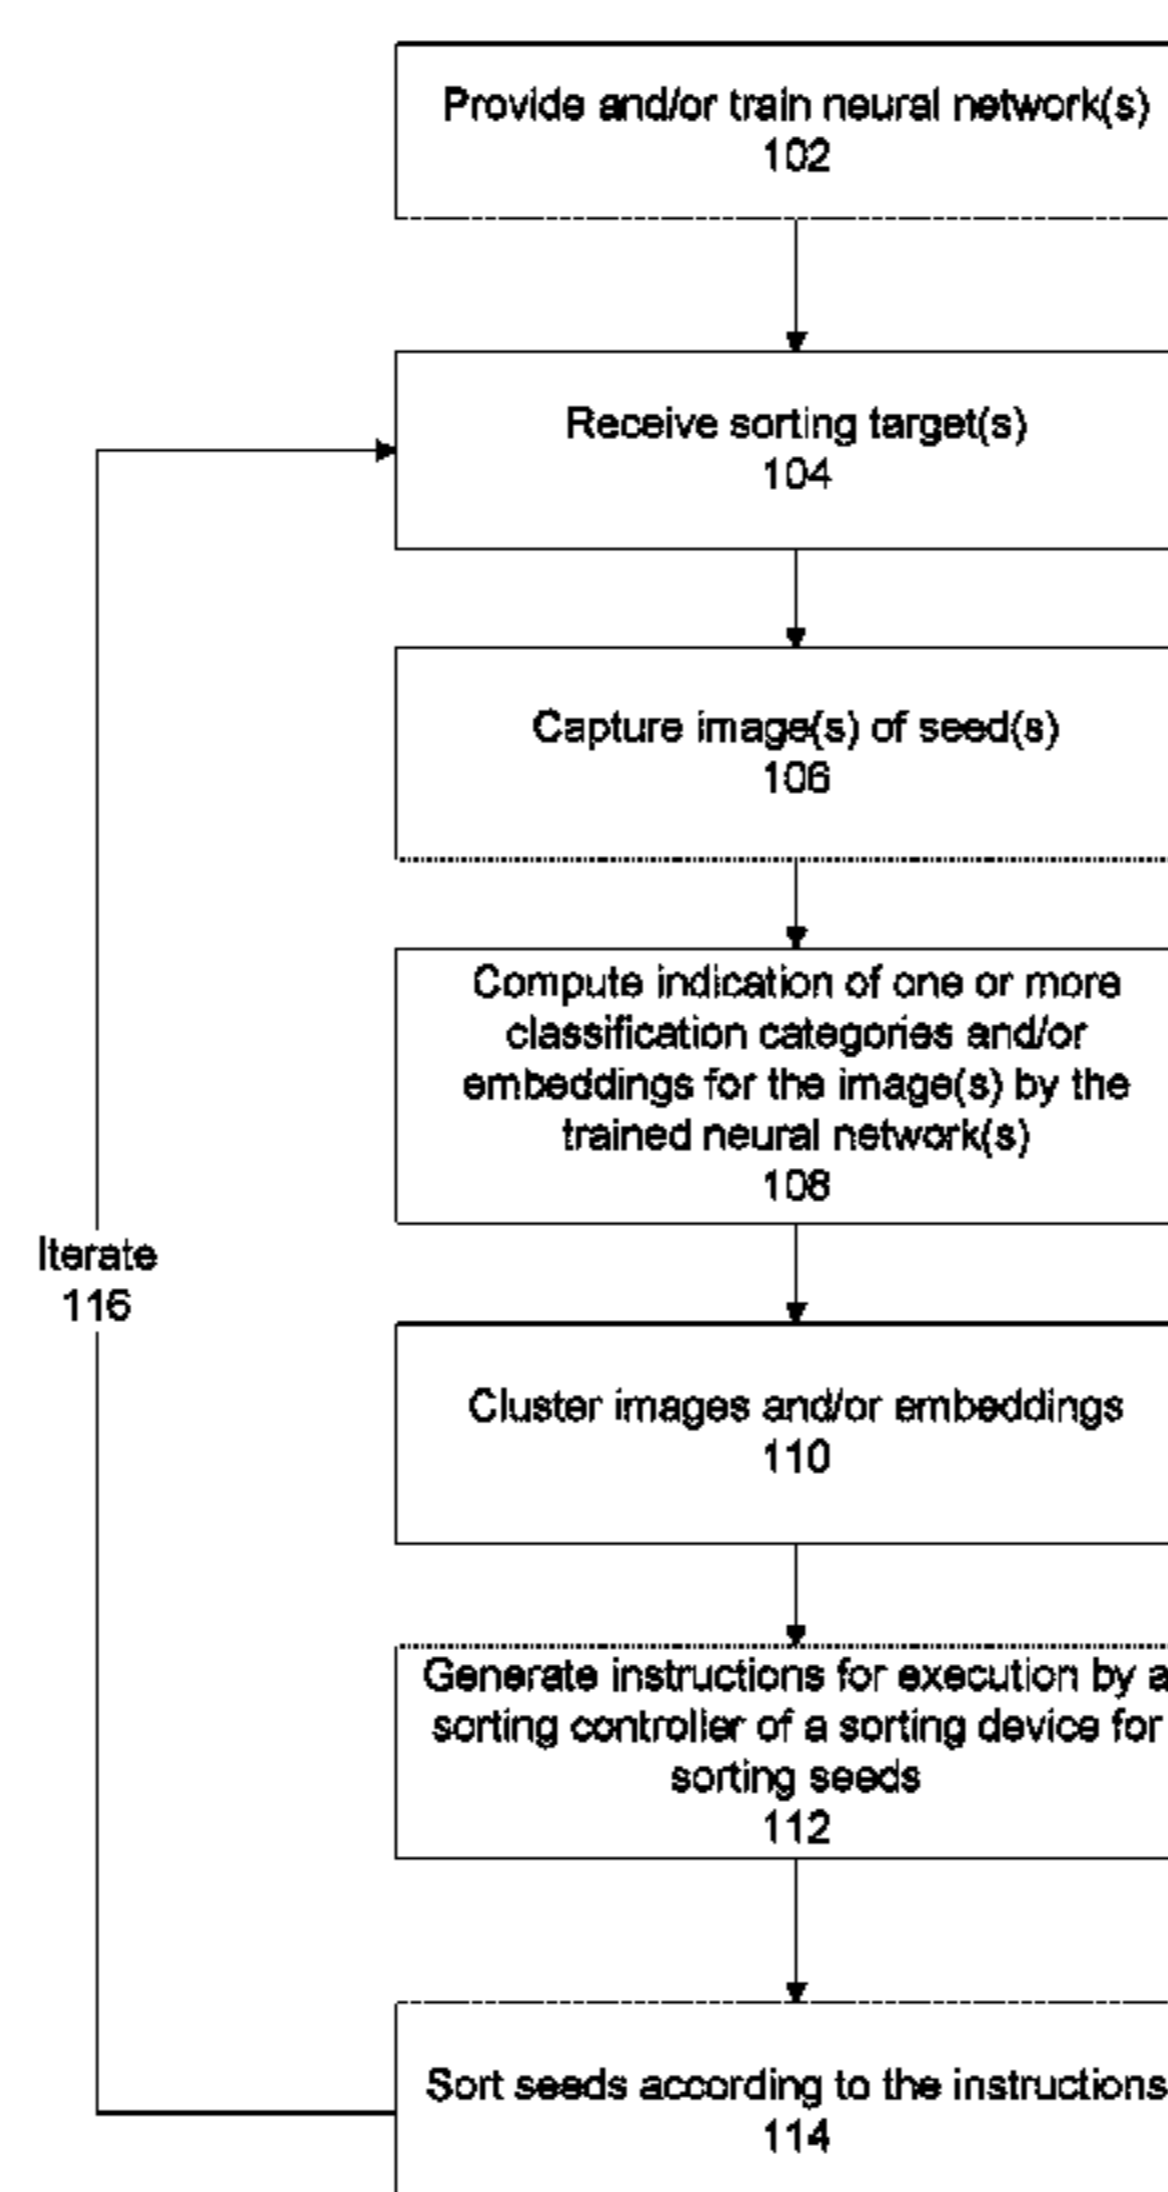 Provide and/or train neural network(s)
102
Receive sorting target(s)
104
Capture image(s) of seed(s)
106
Compute indication of one or more
classification categories and/or
embeddings for the image(s) by the
trained neural network(s)
108
Iterate
116
Cluster images and/or embeddings
110
Generate instructions for execution by a
sorting controller of a sorting device for
sorting seeds
112
Sort seeds according to the instructions
114